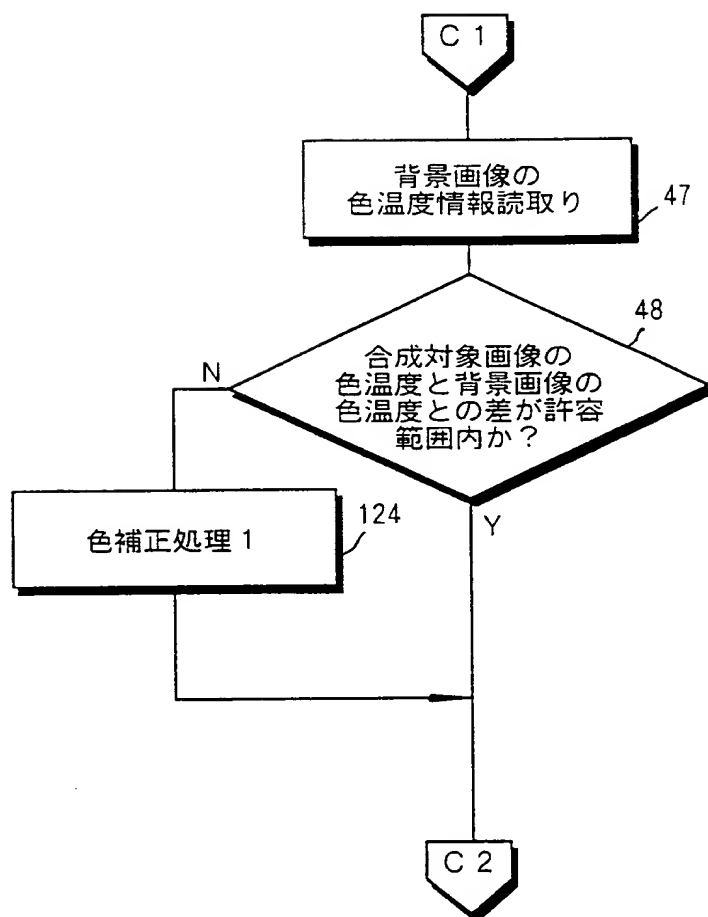 C 1
背景画像の
色温度情報読取り
47
48
合成対象画像の
色温度と背景画像の
色温度との差が許容
範囲内か？
N
Y
色補正処理1
124
C 2